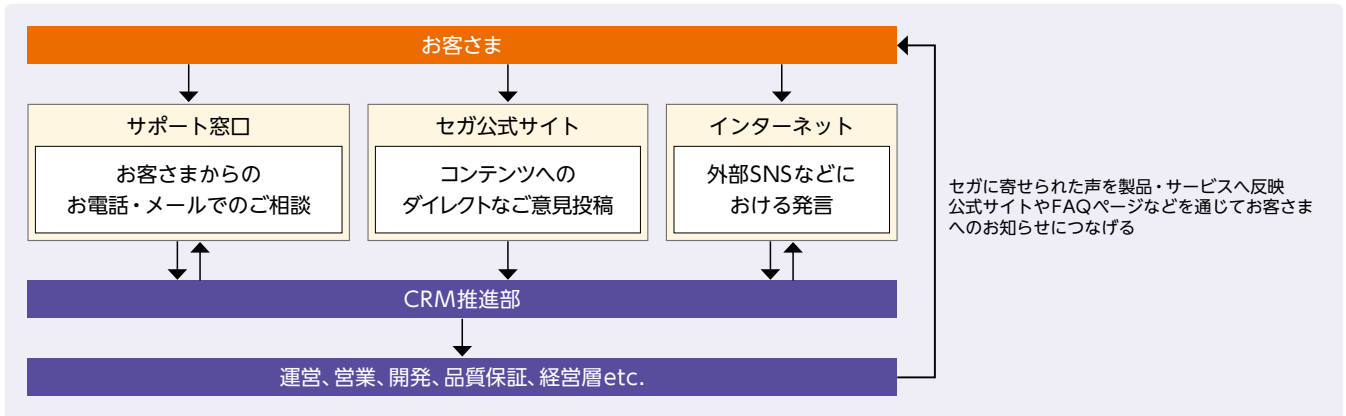 お客さま
サポート窓口
お客さまからの
お電話・メールでのご相談
セガ公式サイト
コンテンツへの
ダイレクトなご意見投稿
インターネット
外部SNSなどに
おける発言
セガに寄せられた声を製品・サービスへ反映
公式サイトやFAQページなどを通じてお客さま
へのお知らせにつなげる
CRM推進部
運営、営業、開発、品質保証、経営層etc.